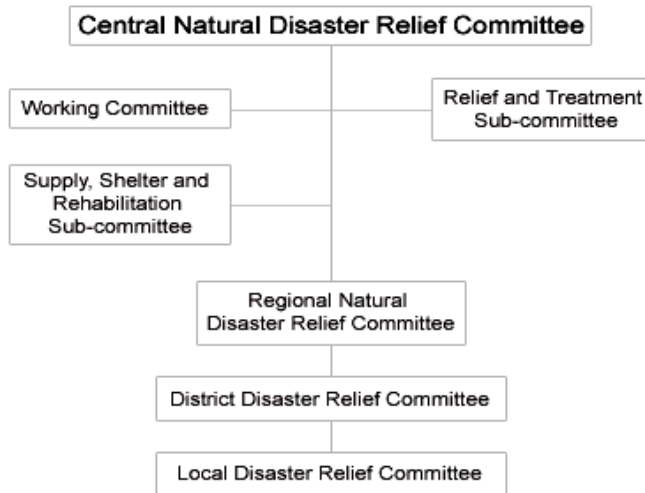 Central Natural Disaster Relief Committee
Working Committee
Relief and Treatment
Sub-committee
Supply, Shelter and
Rehabilitation
Sub-committee
Regional Natural
Disaster Relief Committee
District Disaster Relief Committee
Local Disaster Relief Committee